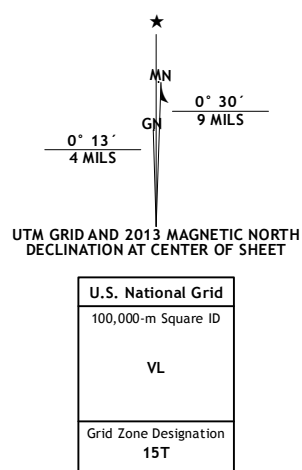 ★
MN
0° 30´
9 MILS
GN
0° 13´
4 MILS
UTM GRID AND 2013 MAGNETIC NORTH
DECLINATION AT CENTER OF SHEET
U.S. National Grid
100,000-m Square ID
VL
Grid Zone Designation
15T